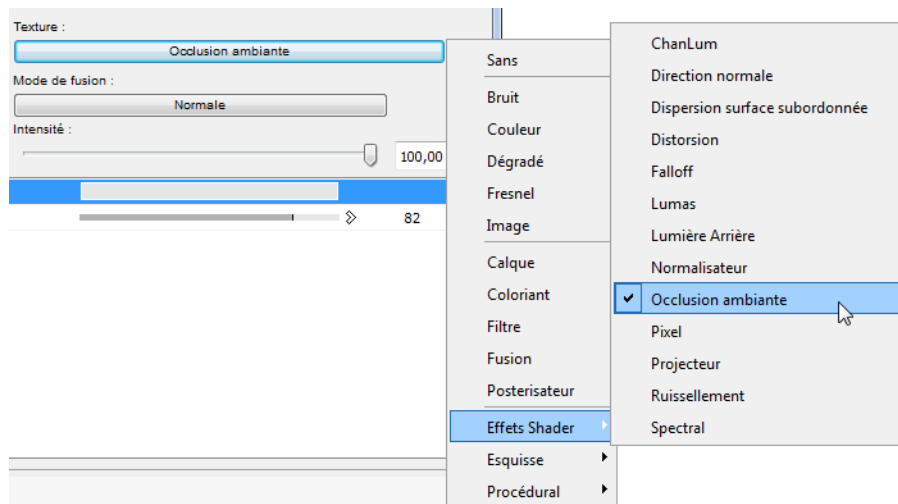 Texture :
Occlusion ambiante
Mode de fusion :
Normale
Intensité :
100,00
82
Sans
Bruit
Couleur
Dégradé
Fresnel
Image
Calque
Coloriant
Filtre
Fusion
Posterisateur
Effets Shader
Esquisse
Procédural
ChanLum
Direction normale
Dispersion surface subordonnée
Distorsion
Falloff
Lumas
Lumière Arrière
Normalisateur
Occlusion ambiante
Pixel
Projecteur
Ruissellement
Spectral